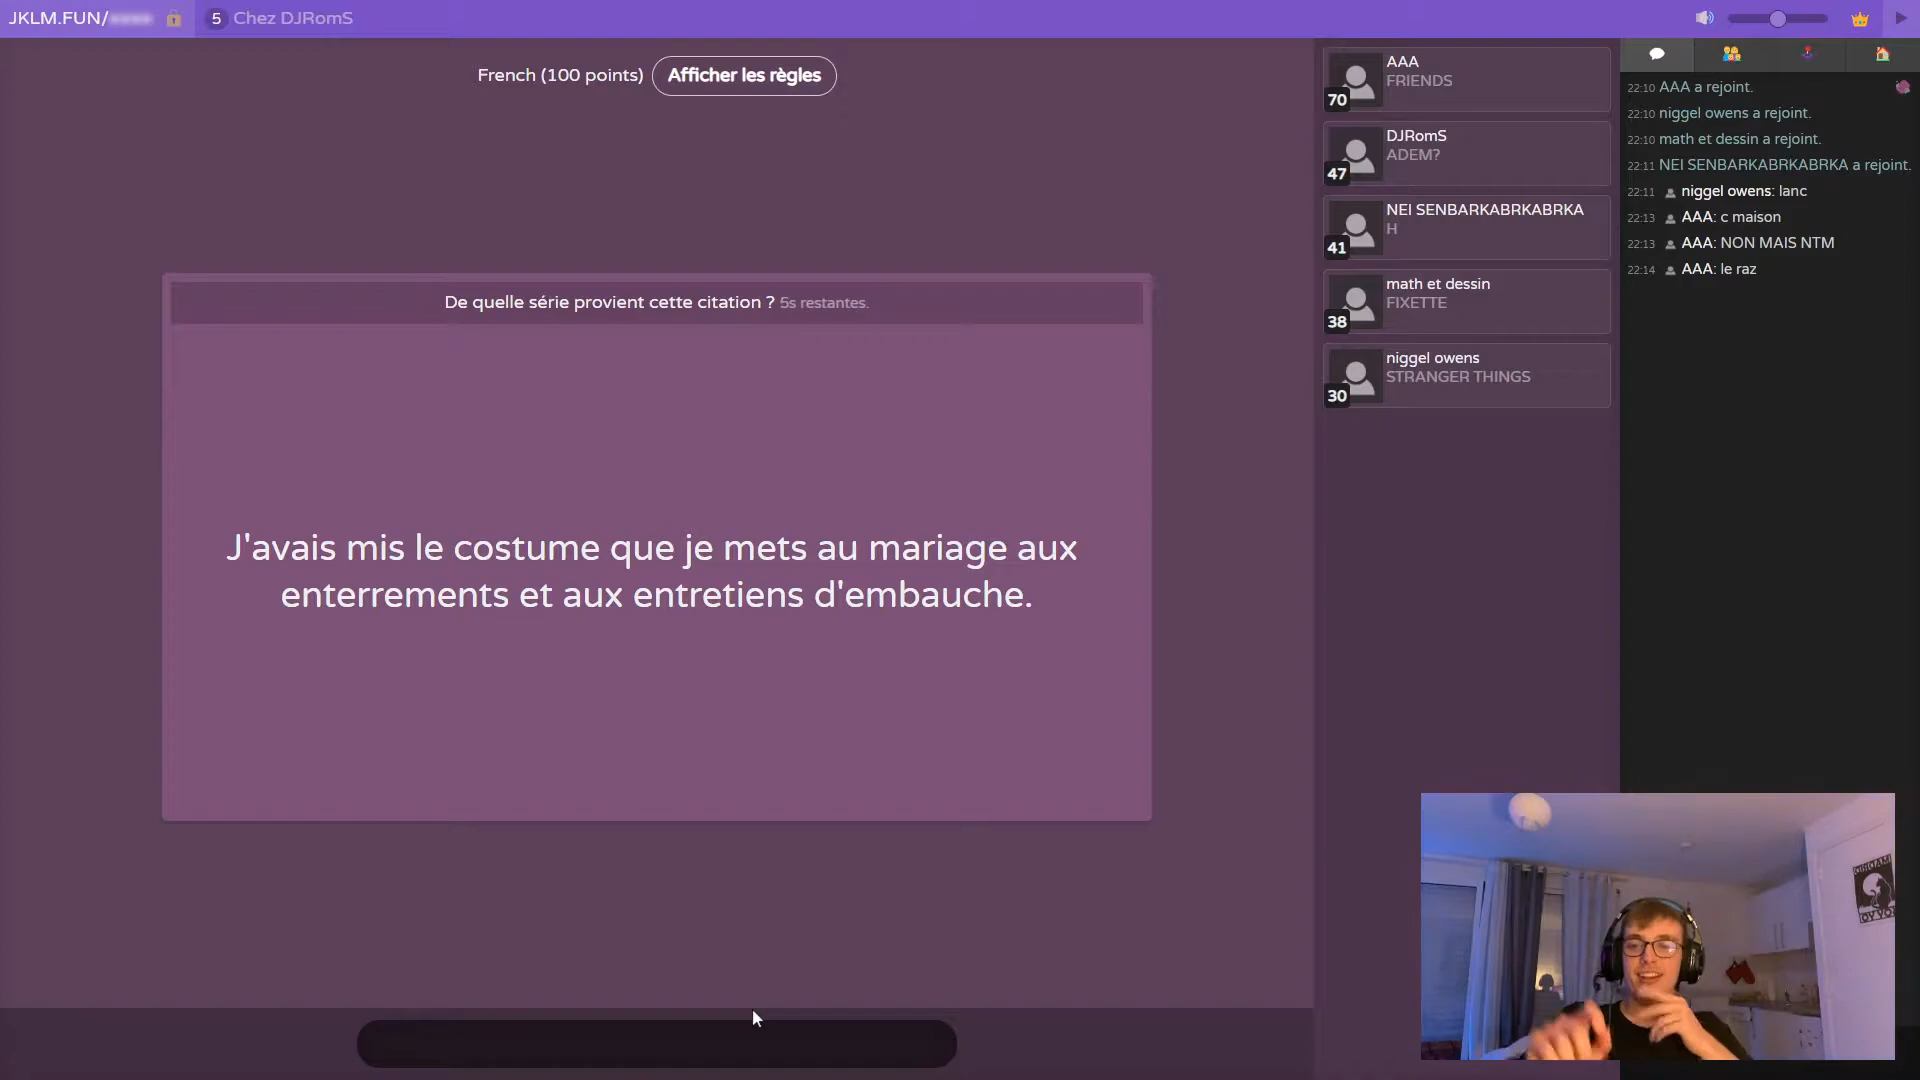 JKLM.FUN/
5 Chez DJRomS
French (100 points) Afficher les règles
De quelle série provient cette citation ? 5s restantes.
J'avais mis le costume que je mets au mariage aux
enterrements et aux entretiens d'embauche.
AAA
FRIENDS
70
DJRomS
ADEM?
47
NEI SENBARKABRKABRKA
H
41
math et dessin
FIXETTE
38
niggel owens
STRANGER THINGS
30
22:10 AAA a rejoint.
22:10 niggel owens a rejoint.
22:10 math et dessin a rejoint.
22:11 NEI SENBARKABRKABRKA a rejoint.
22:11 niggel owens: lanc
22:13 AAA: c maison
22:13 AAA: NON MAIS NTM
22:14 AAA: le raz